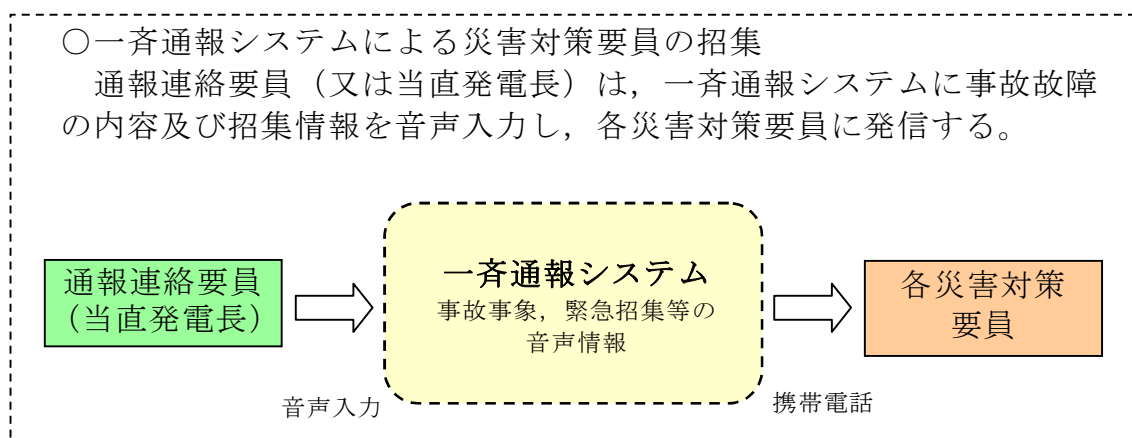 ○一斉通報システムによる災害対策要員の招集
通報連絡要員（又は当直発電長）は，一斉通報システムに事故故障
の内容及び招集情報を音声入力し，各災害対策要員に発信する。
通報連絡要員
（当直発電長）
一斉通報システム
事故事象，緊急招集等の
音声情報
各災害対策
要員
音声入力
携帯電話